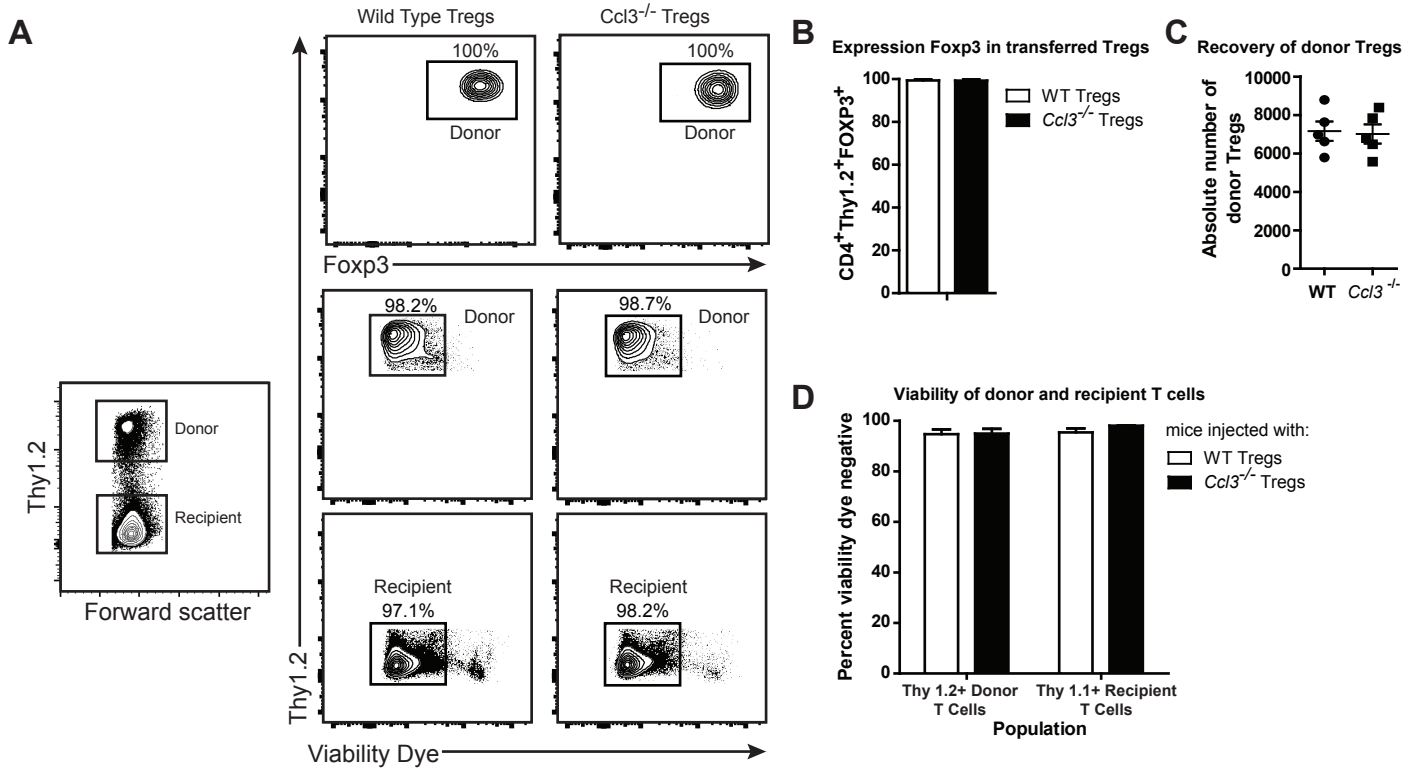 A
Wild Type Tregs
Ccl3-/- Tregs
100%
Donor
100%
Donor
Foxp3
98.2%
Donor
98.7%
Donor
Thy1.2
Donor
Recipient
Forward scatter
Recipient
97.1%
Recipient
98.2%
Thy1.2
Viability Dye
B
Expression Foxp3 in transferred Tregs
CD4+Thy1.2+FOXP3+
100
80
60
40
20
0
WT Tregs
Ccl3-/- Tregs
C
Recovery of donor Tregs
Absolute number of
donor Tregs
10000
8000
6000
4000
2000
0
WT
Ccl3 -/-
D
Viability of donor and recipient T cells
Percent viability dye negative
100
80
60
40
20
0
mice injected with:
WT Tregs
Ccl3-/- Tregs
Thy 1.2+ Donor
T Cells
Thy 1.1+ Recipient
T Cells
Population